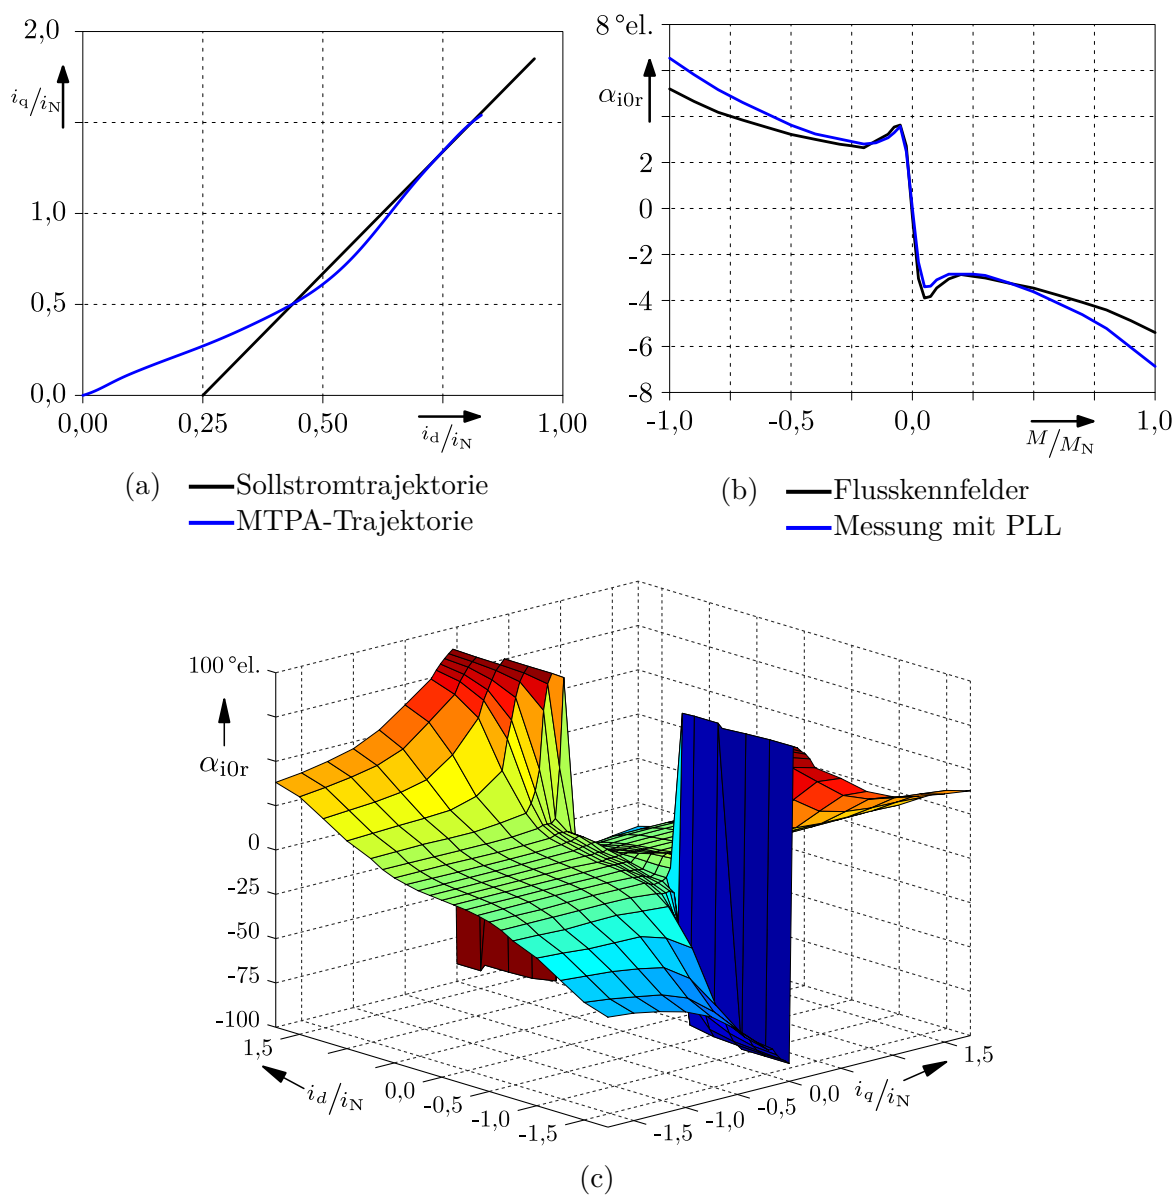 2,0
iq/iN
1,0
0,5
0,0
0,00 0,25 0,50 1,00
id/iN
(a)
Sollstromtrajektorie
MTPA-Trajektorie
8 °el.
αi0r
2
0
-2
-4
-6
-8
-1,0 -0,5 0,0 1,0
M/MN
(b)
Flusskennfelder
Messung mit PLL
100 °el.
αi0r
0
-25
-50
-75
-100
1,5 0,0 -0,5 -1,0 -1,5
id/iN
-1,5 -1,0 -0,5 0,0 1,5
iq/iN
(c)